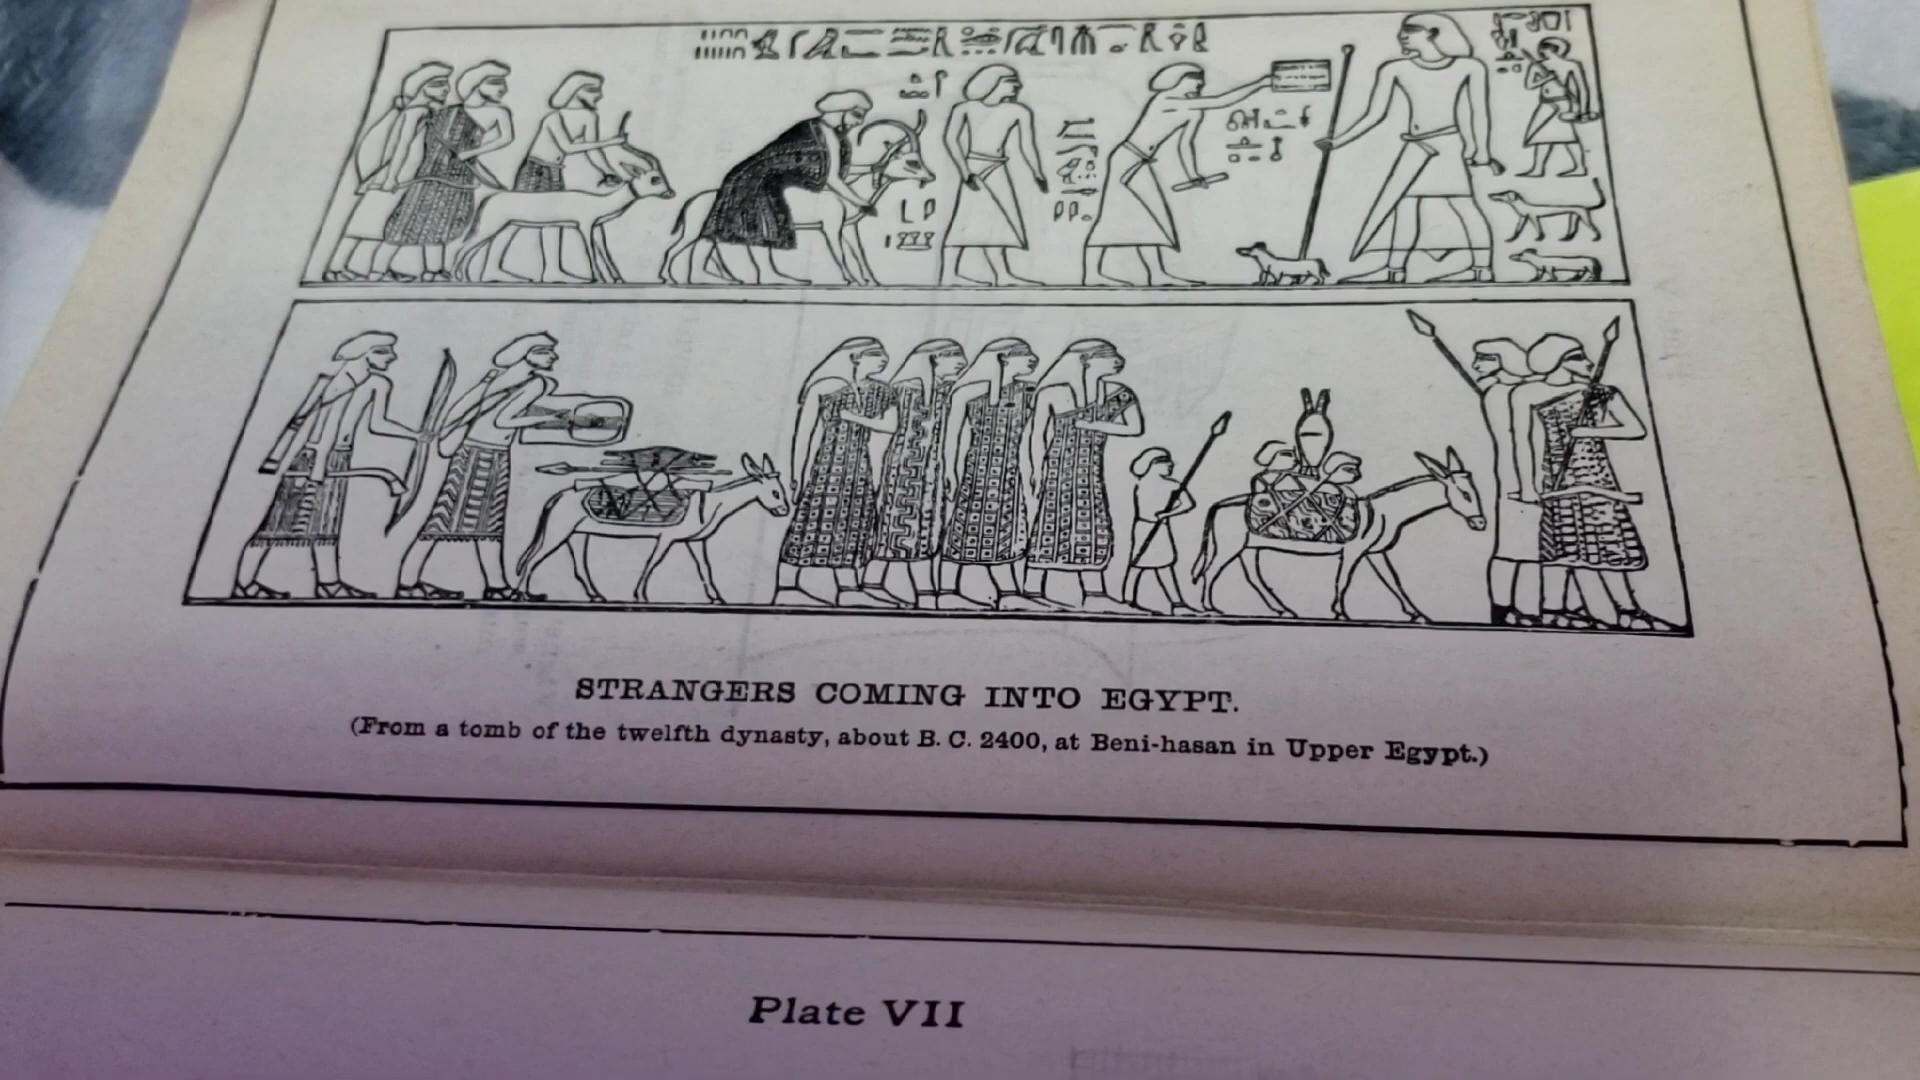 STRANGERS COMING INTO EGYPT.
(From a tomb of the twelfth dynasty, about B. C. 2400, at Beni-hasan in Upper Egypt.)
Plate VII